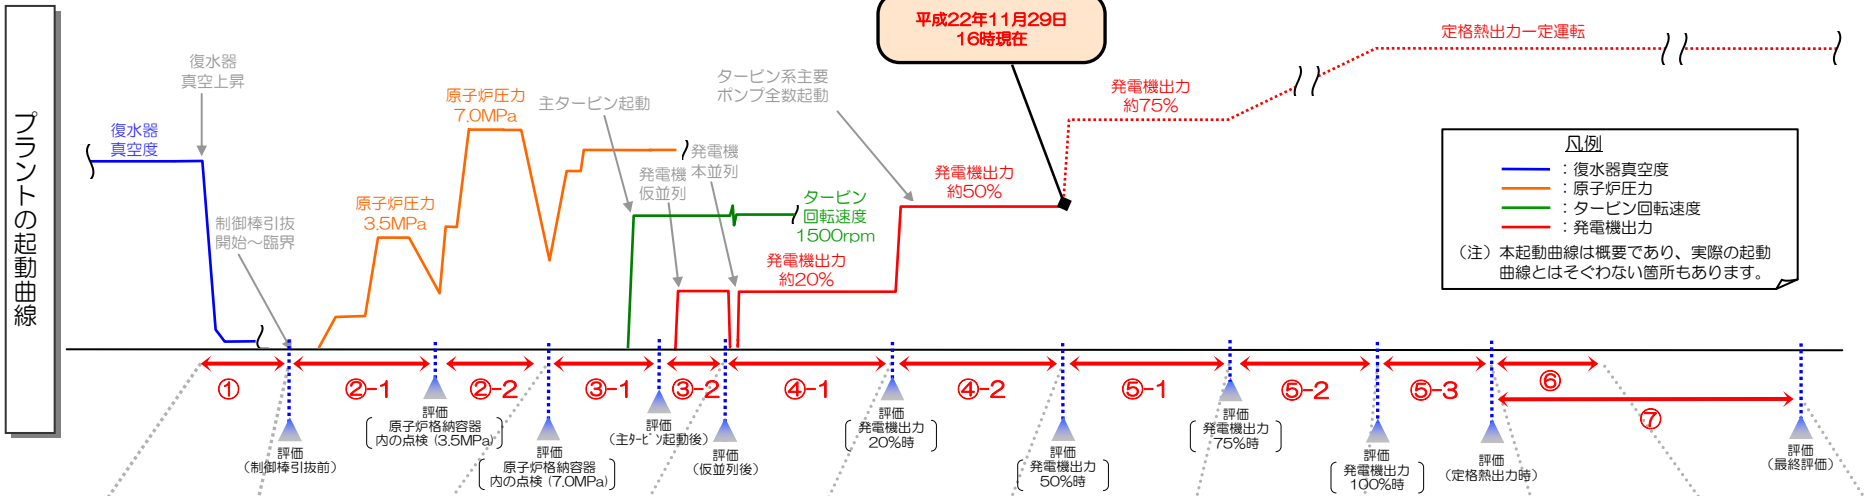 プラントの起動曲線
平成22年11月29日
16時現在
復水器
真空上昇
復水器
真空度
制御棒引抜
開始～臨界
原子炉圧力
3.5MPa
原子炉圧力
7.0MPa
主タービン起動
発電機
仮並列
発電機
本並列
タービン系主要
ポンプ全数起動
タービン
回転速度
1500rpm
発電機出力
約20%
発電機出力
約50%
発電機出力
約75%
定格熱出力一定運転
凡例
：復水器真空度
：原子炉圧力
：タービン回転速度
：発電機出力
（注）本起動曲線は概要であり、実際の起動
曲線とはそぐわない箇所もあります。
①
②-1
②-2
③-1
③-2
④-1
④-2
⑤-1
⑤-2
⑤-3
⑥
⑦
評価
（制御棒引抜前）
評価
原子炉格納容器
内の点検（3.5MPa）
評価
原子炉格納容器
内の点検（7.0MPa）
評価
（主ﾀｰﾋﾞﾝ起動後）
評価
（仮並列後）
評価
発電機出力
20%時
評価
発電機出力
50%時
評価
発電機出力
75%時
評価
発電機出力
100%時
評価
（定格熱出力時）
評価
（最終評価）